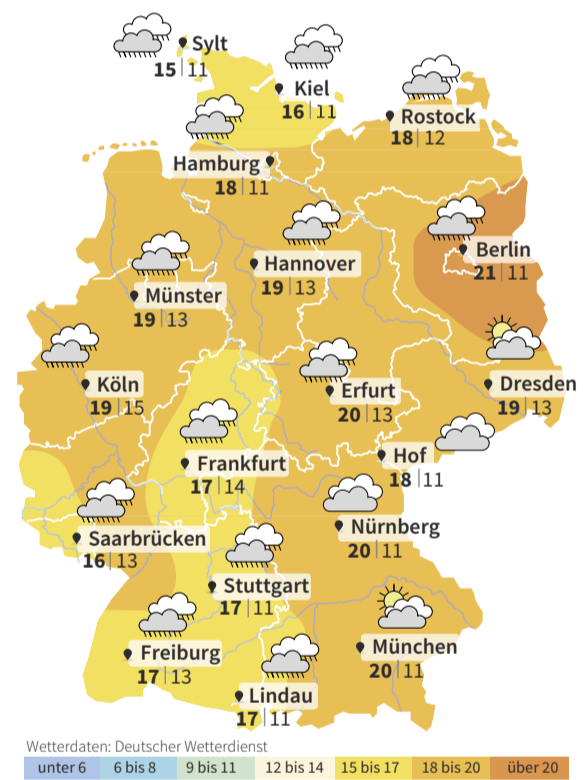 Sylt
15|11
Kiel
16|11
Rostock
18|12
Hamburg
18|11
Berlin
21|11
Hannover
19|13
Münster
19|13
Köln
19|15
Erfurt
20|13
Dresden
19|13
Frankfurt
17|14
Hof
18|11
Nürnberg
20|11
Saarbrücken
16|13
Stuttgart
17|11
Freiburg
17|13
München
20|11
Lindau
17|11
Wetterdaten: Deutscher Wetterdienst
unter 6 6 bis 8 9 bis 11 12 bis 14 15 bis 17 18 bis 20 über 20